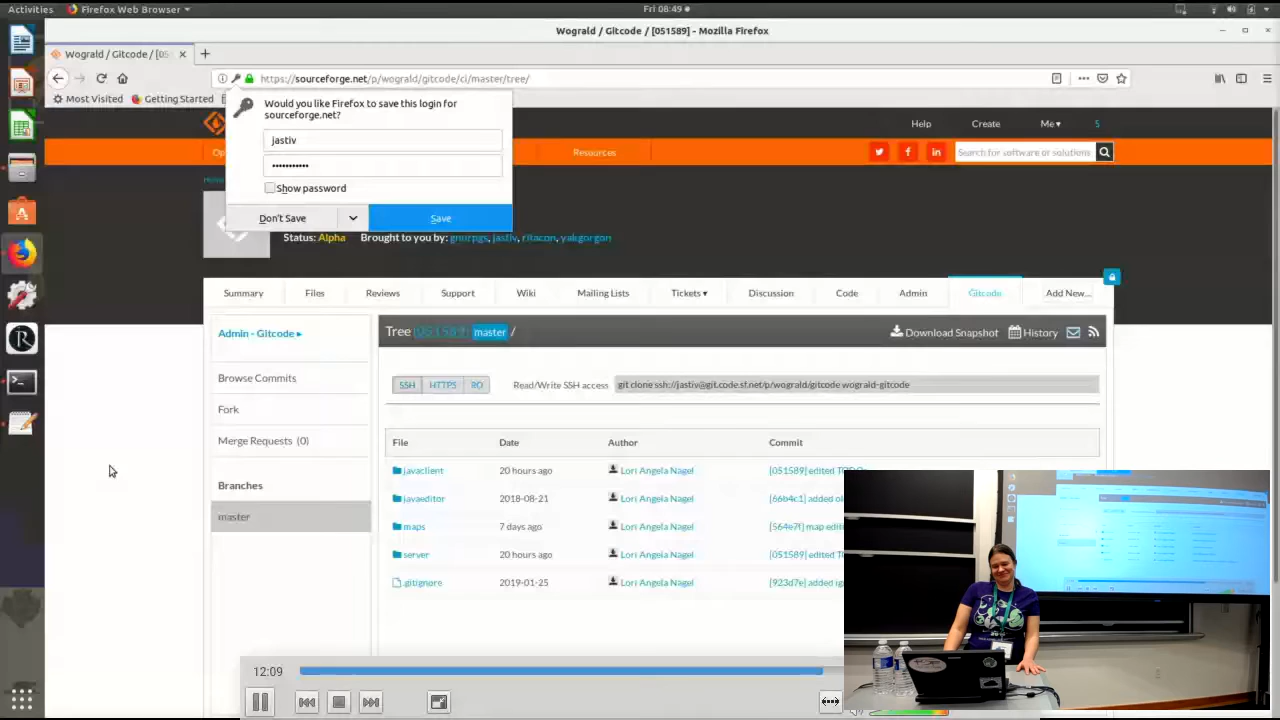 Activities Firefox Web Browser Fri 08:49
Wograld / Gitcode / [051589] - Mozilla Firefox
Wograld / Gitcode / [05
https://sourceforge.net/p/wograld/gitcode/ci/master/tree/
Most Visited Getting Started
Would you like Firefox to save this login for
sourceforge.net?
jastiv
•••••••••••
Show password
Don't Save Save
Help Create Me S
Resources
Search for software or solutions
Status: Alpha Brought to you by: gnurpgs, jastiv, ritacon, yakgorgon
Summary Files Reviews Support Wiki Mailing Lists Tickets Discussion Code Admin Gitcode Add New...
Admin - Gitcode
Browse Commits
Fork
Merge Requests (0)
Branches
master
Tree [051589] master /
Download Snapshot History
SSH HTTPS RO Read/Write SSH access git clone ssh://jastiv@git.code.sf.net/p/wograld/gitcode wograld-gitcode
File Date Author Commit
javaclient 20 hours ago Lori Angela Nagel [051589] edited
javaeditor 2018-08-21 Lori Angela Nagel [66b4c1] added
maps 7 days ago Lori Angela Nagel [564e7f] map edi
server 20 hours ago Lori Angela Nagel [051589] edited
.gitignore 2019-01-25 Lori Angela Nagel [923d7e] added
12:09